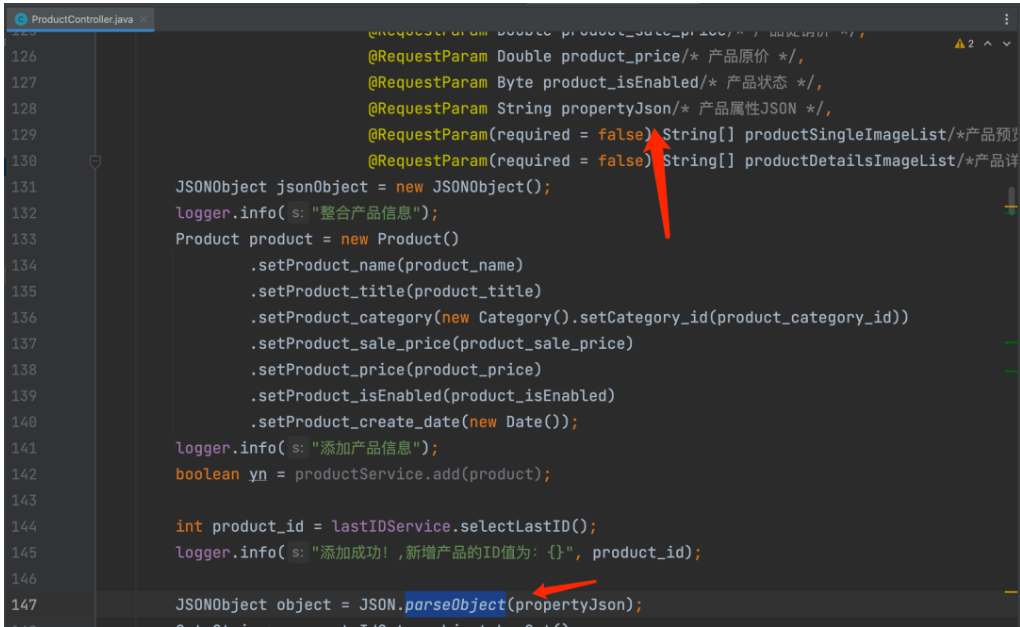 ProductController.java
125 @RequestParam Double product_sale_price/* 产品促销价 */,
2
126 @RequestParam Double product_price/* 产品原价 */,
127 @RequestParam Byte product_isEnabled/* 产品状态 */,
128 @RequestParam String propertyJson/* 产品属性JSON */,
129 @RequestParam(required = false) String[] productSingleImageList/*产品预览
130 @RequestParam(required = false) String[] productDetailsImageList/*产品详
131 JSONObject jsonObject = new JSONObject();
132 logger.info( s: "整合产品信息");
133 Product product = new Product()
134 .setProduct_name(product_name)
135 .setProduct_title(product_title)
136 .setProduct_category(new Category().setCategory_id(product_category_id))
137 .setProduct_sale_price(product_sale_price)
138 .setProduct_price(product_price)
139 .setProduct_isEnabled(product_isEnabled)
140 .setProduct_create_date(new Date());
141 logger.info( s: "添加产品信息");
142 boolean yn = productService.add(product);
143
144 int product_id = lastIDService.selectLastID();
145 logger.info( s: "添加成功！,新增产品的ID值为：{}", product_id);
146
147 JSONObject object = JSON.parseObject(propertyJson);